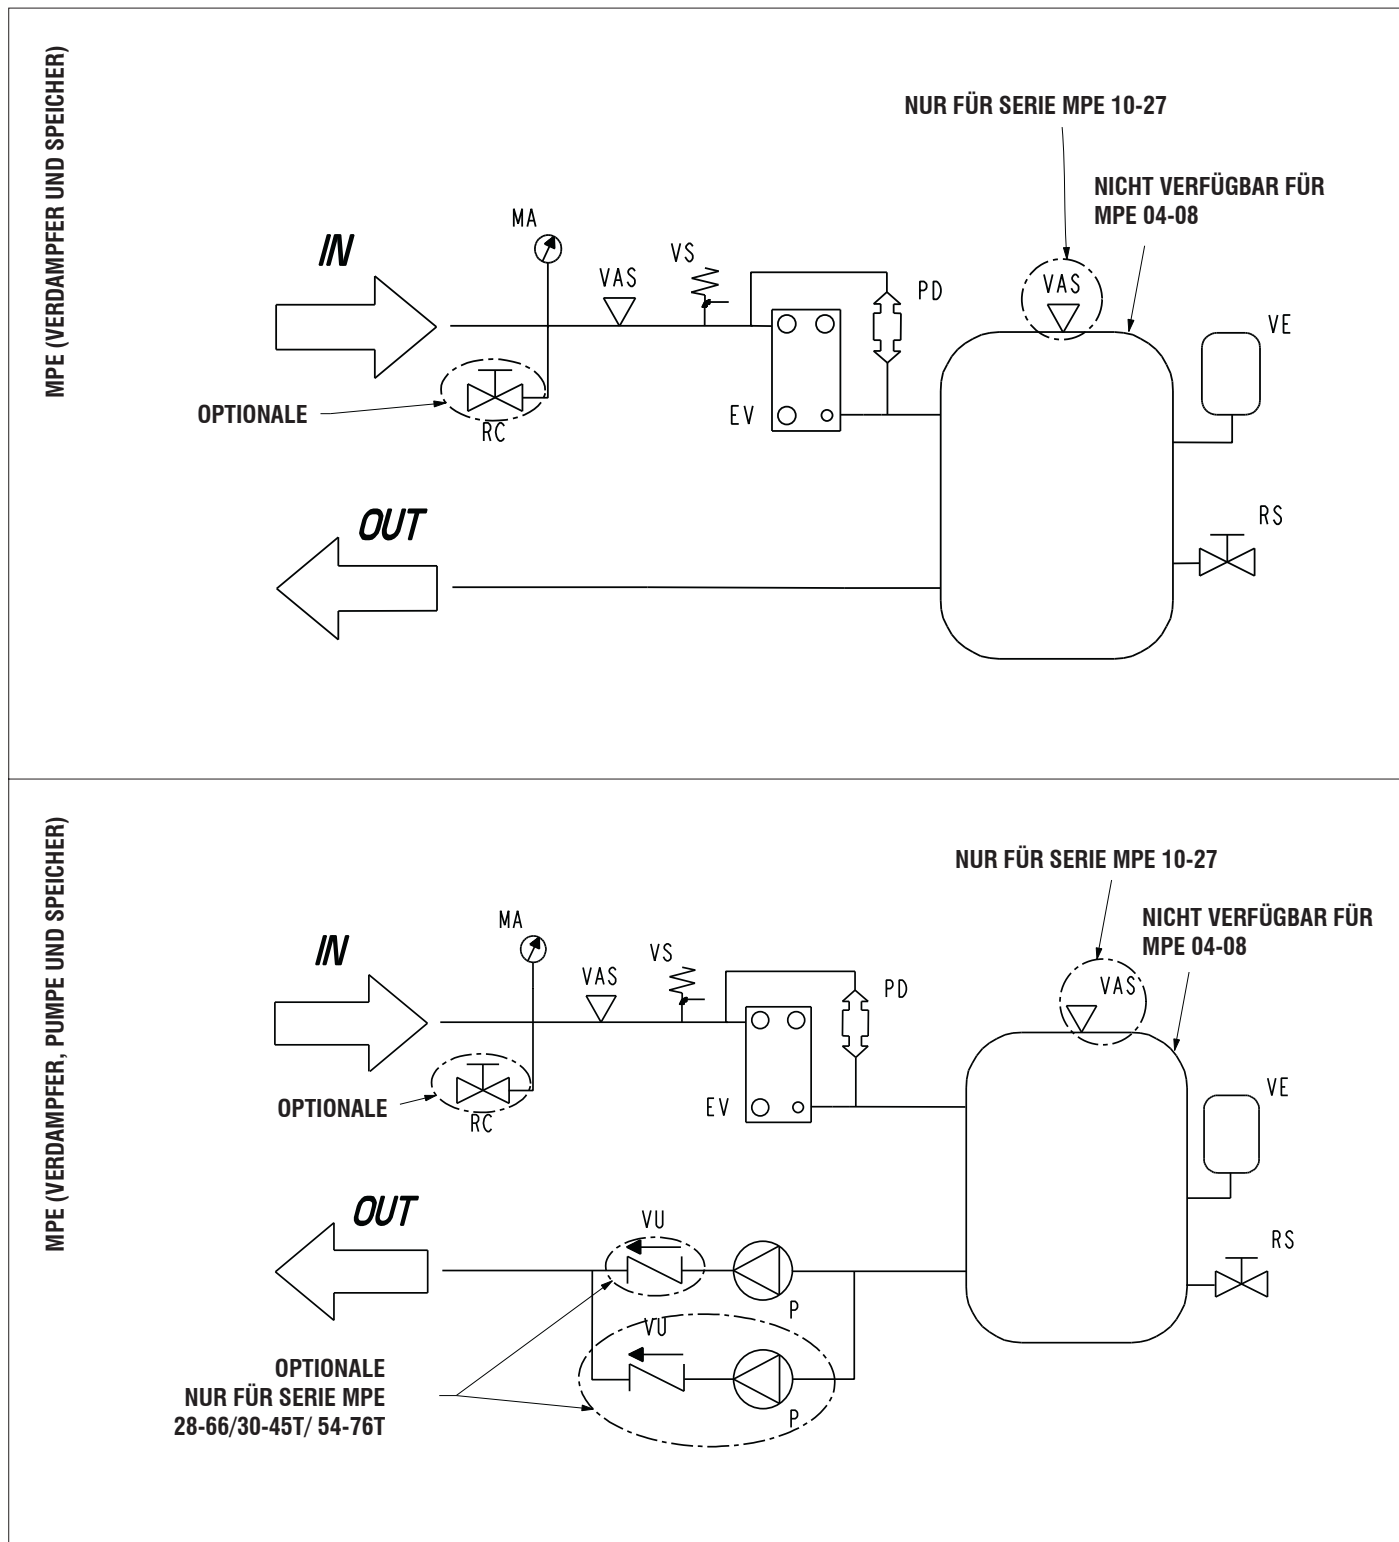 MPE (VERDAMPFER UND SPEICHER)
NUR FÜR SERIE MPE 10-27
NICHT VERFÜGBAR FÜR
MPE 04-08
MA
IN
VAS
VS
PD
VAS
VE
OPTIONALE
RC
EV
OUT
RS
MPE (VERDAMPFER, PUMPE UND SPEICHER)
NUR FÜR SERIE MPE 10-27
NICHT VERFÜGBAR FÜR
MPE 04-08
MA
IN
VAS
VS
PD
VAS
VE
OPTIONALE
RC
EV
OUT
VU
RS
P
VU
OPTIONALE
NUR FÜR SERIE MPE
28-66/30-45T/ 54-76T
P